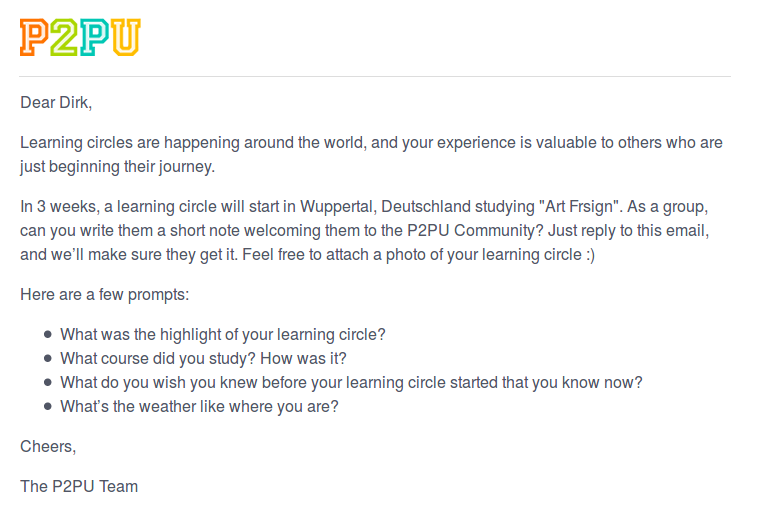 P2PU
Dear Dirk,
Learning circles are happening around the world, and your experience is valuable to others who are
just beginning their journey.
In 3 weeks, a learning circle will start in Wuppertal, Deutschland studying "Art Frsign". As a group,
can you write them a short note welcoming them to the P2PU Community? Just reply to this email,
and we’ll make sure they get it. Feel free to attach a photo of your learning circle :)
Here are a few prompts:
● What was the highlight of your learning circle?
● What course did you study? How was it?
● What do you wish you knew before your learning circle started that you know now?
● What’s the weather like where you are?
Cheers,
The P2PU Team